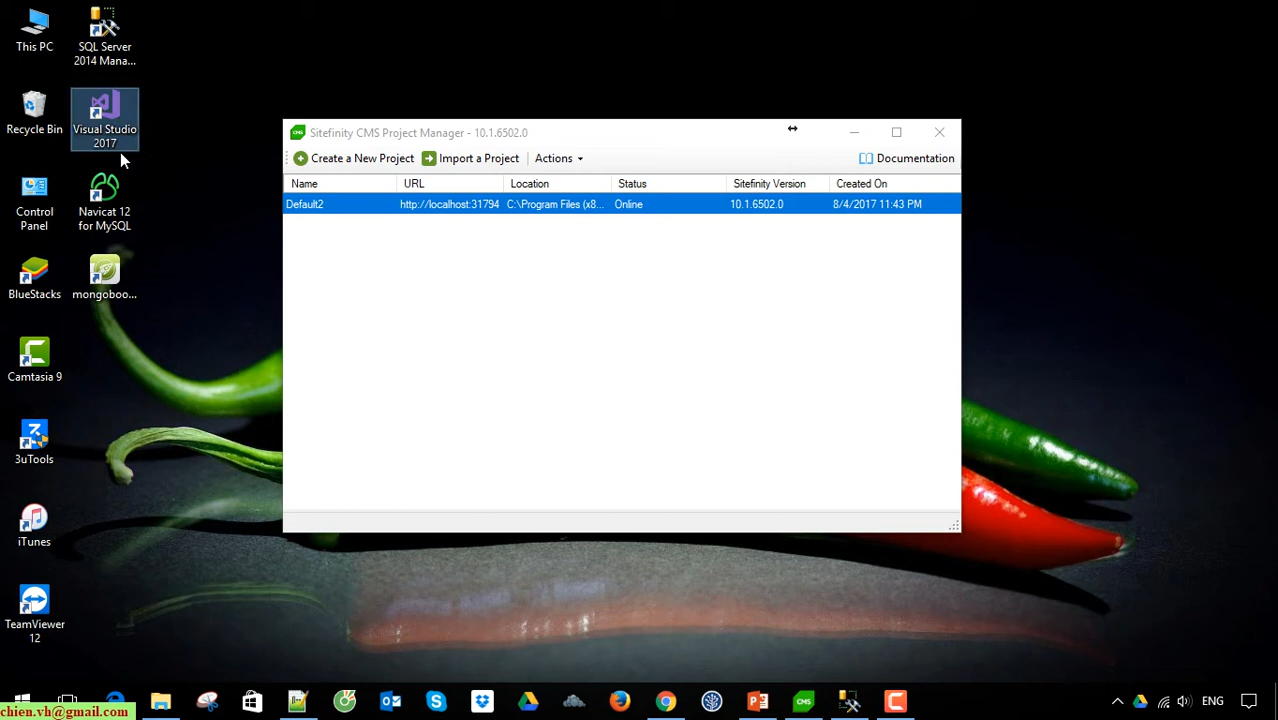 This PC
SQL Server
2014 Mana...
Recycle Bin
Visual Studio
2017
Control
Panel
Navicat 12
for MySQL
BlueStacks
mongoboo...
Camtasia 9
3uTools
iTunes
TeamViewer
12
CMS Sitefinity CMS Project Manager - 10.1.6502.0
Create a New Project Import a Project Actions Documentation
Name URL Location Status Sitefinity Version Created On
Default2 http://localhost:31794 C:\Program Files (x8... Online 10.1.6502.0 8/4/2017 11:43 PM
CMS
ENG
chien.vh@gmail.com